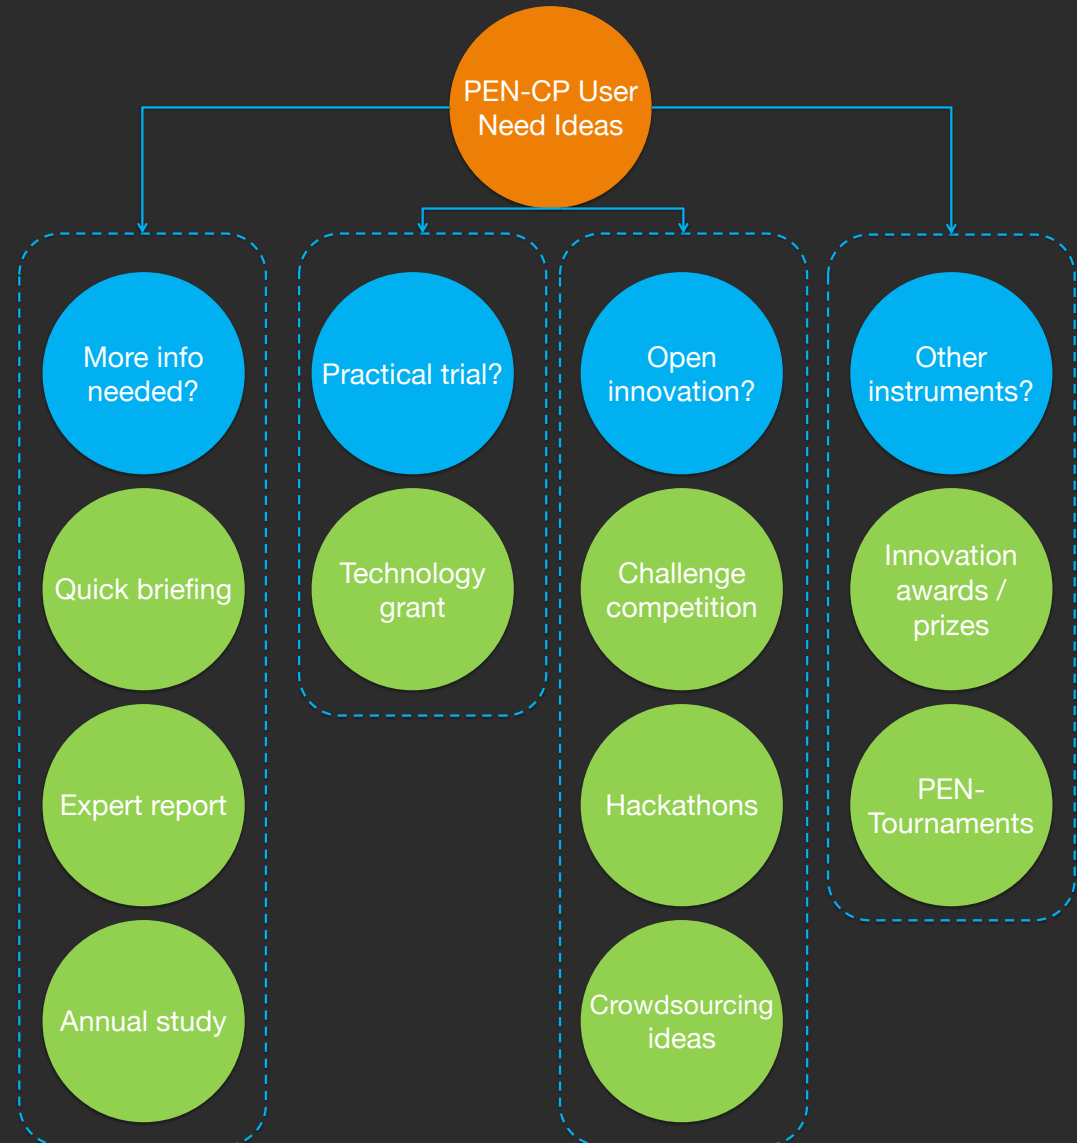 PEN-CP User
Need Ideas
More info
needed?
Quick briefing
Expert report
Annual study
Practical trial?
Technology
grant
Open
innovation?
Challenge
competition
Hackathons
Crowdsourcing
ideas
Other
instruments?
Innovation
awards /
prizes
PEN-
Tournaments